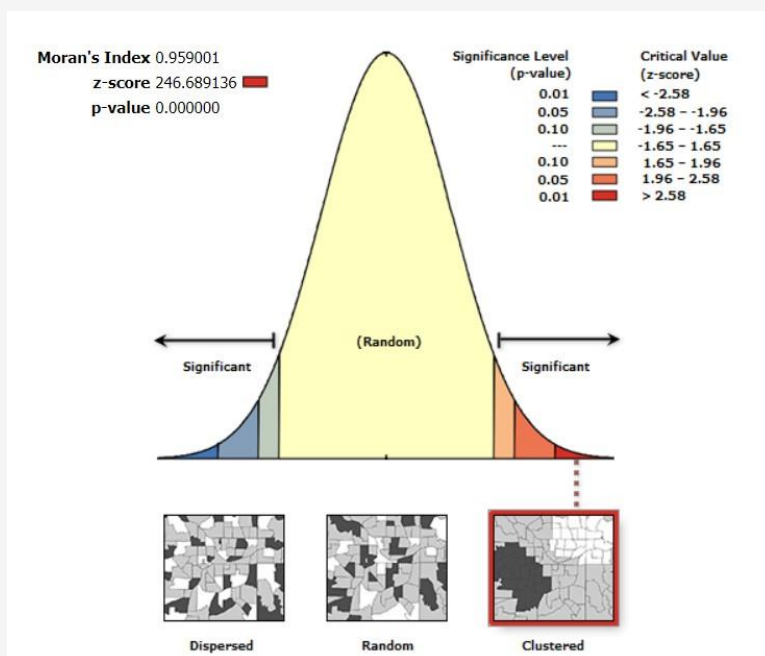 Moran's Index 0.959001
z-score 246.689136
p-value 0.000000
Significance Level
(p-value)
Critical Value
(z-score)
0.01 < -2.58
0.05 -2.58 – -1.96
0.10 -1.96 – -1.65
--- -1.65 – 1.65
0.10 1.65 – 1.96
0.05 1.96 – 2.58
0.01 > 2.58
(Random)
Significant
Significant
Dispersed
Random
Clustered